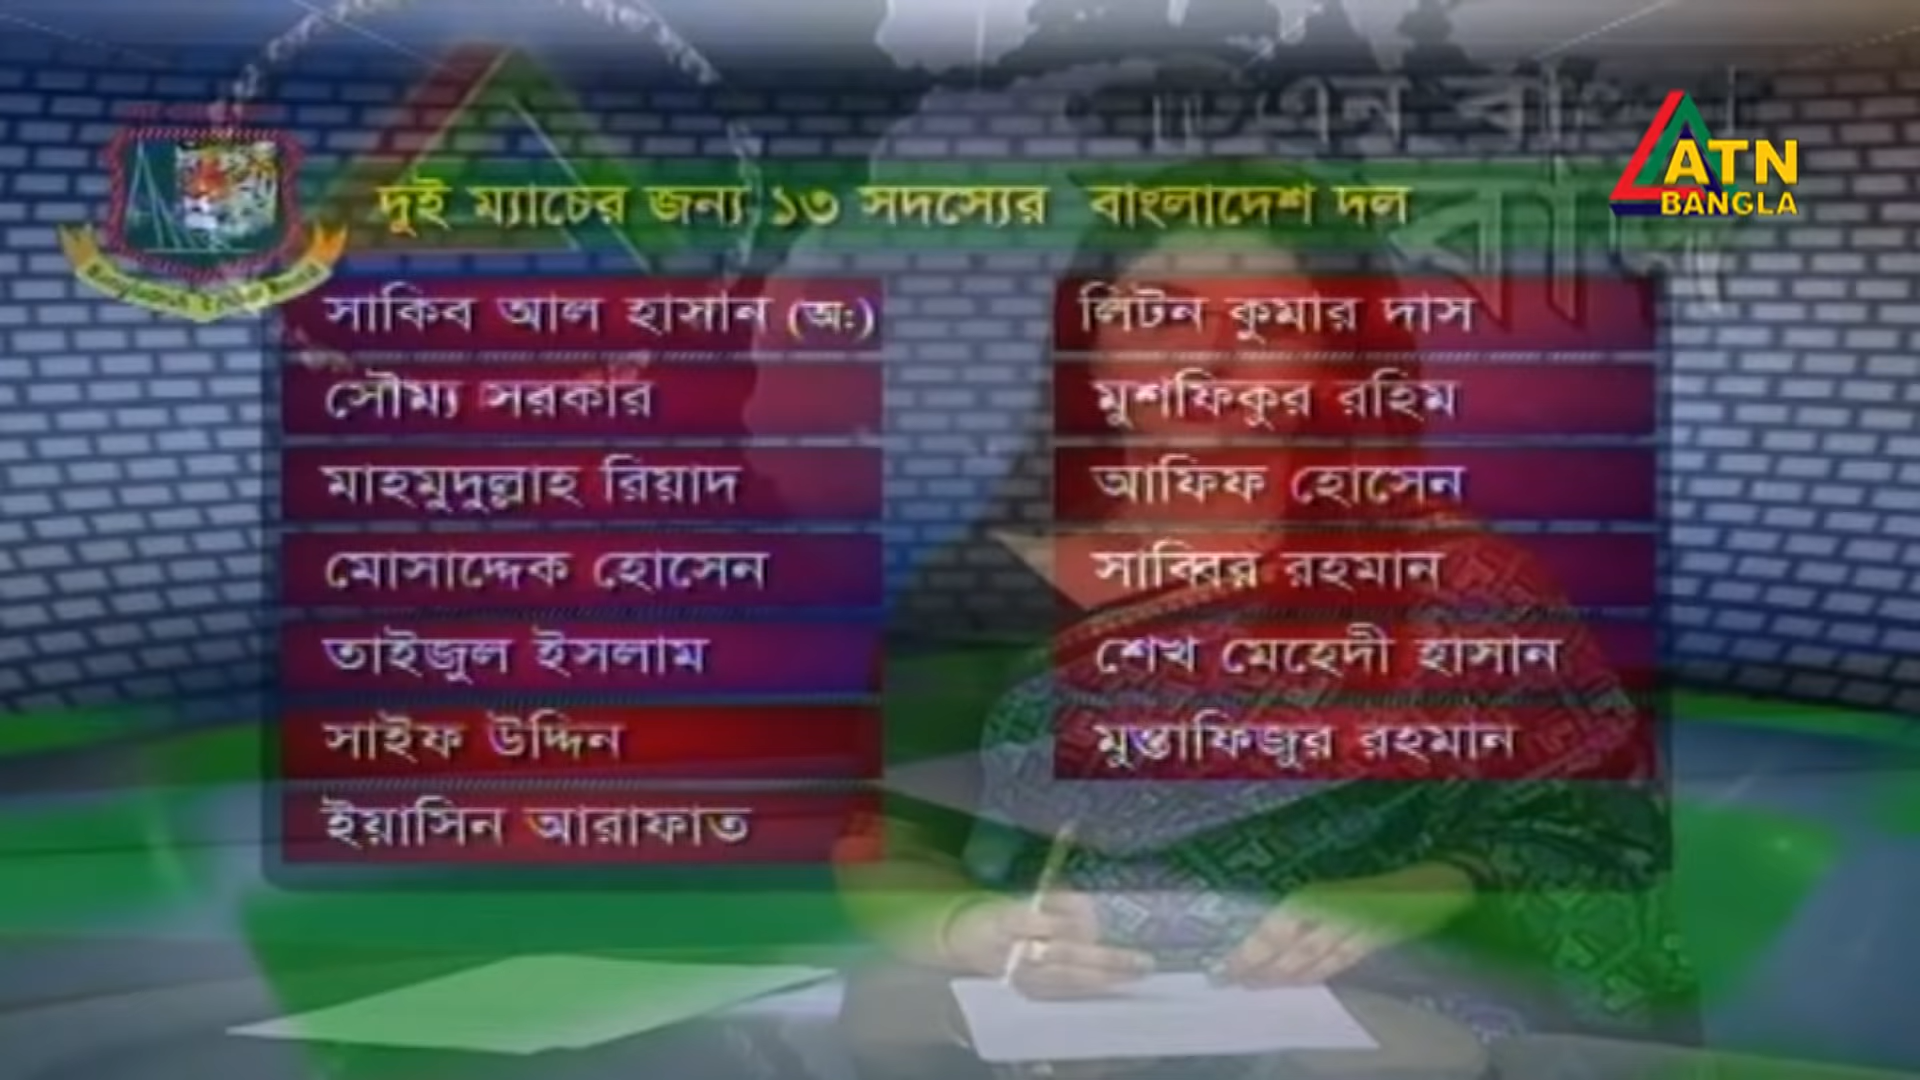 ATN
BANGLA
দুই ম্যাচের জন্য ১৩ সদস্যের বাংলাদেশ দল
সাকিব আল হাসান (অঃ)
সৌম্য সরকার
মাহমুদুল্লাহ রিয়াদ
মোসাদ্দেক হোসেন
তাইজুল ইসলাম
সাইফ উদ্দিন
ইয়াসিন আরাফাত
লিটন কুমার দাস
মুশফিকুর রহিম
আফিফ হোসেন
সাব্বির রহমান
শেখ মেহেদী হাসান
মুস্তাফিজুর রহমান